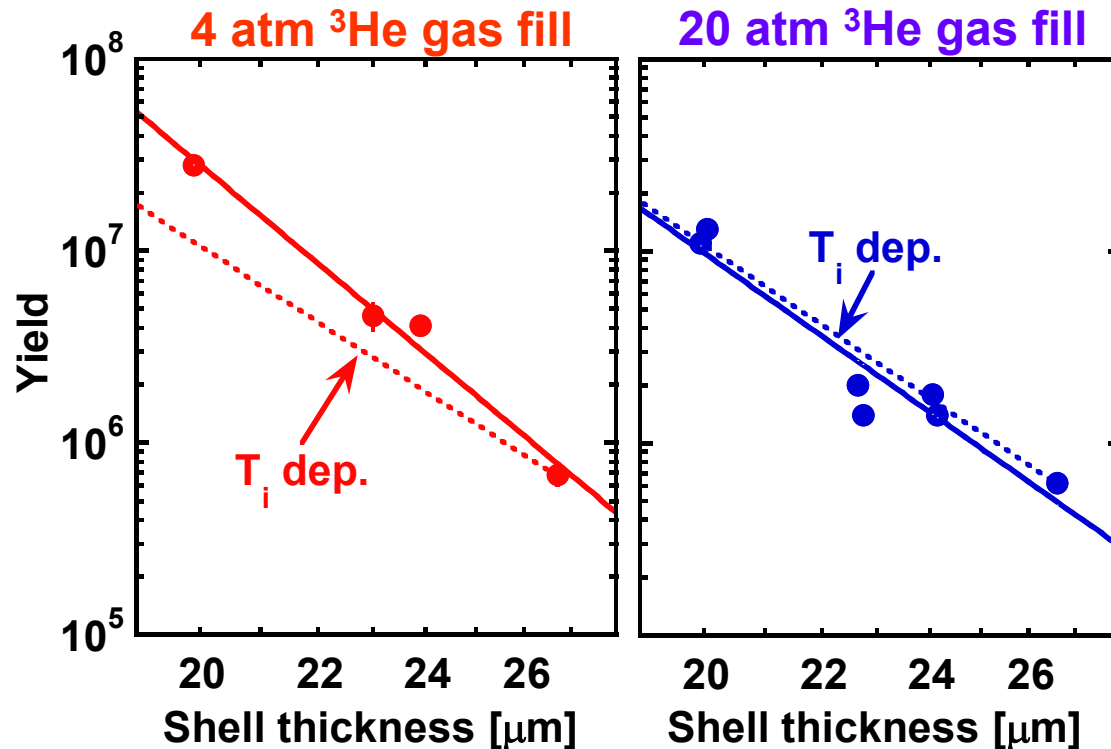 4 atm ³He gas fill
20 atm ³He gas fill
10⁸
10⁷
10⁶
10⁵
Yield
T_i dep.
T_i dep.
20 22 24 26
20 22 24 26
Shell thickness [μm]
Shell thickness [μm]